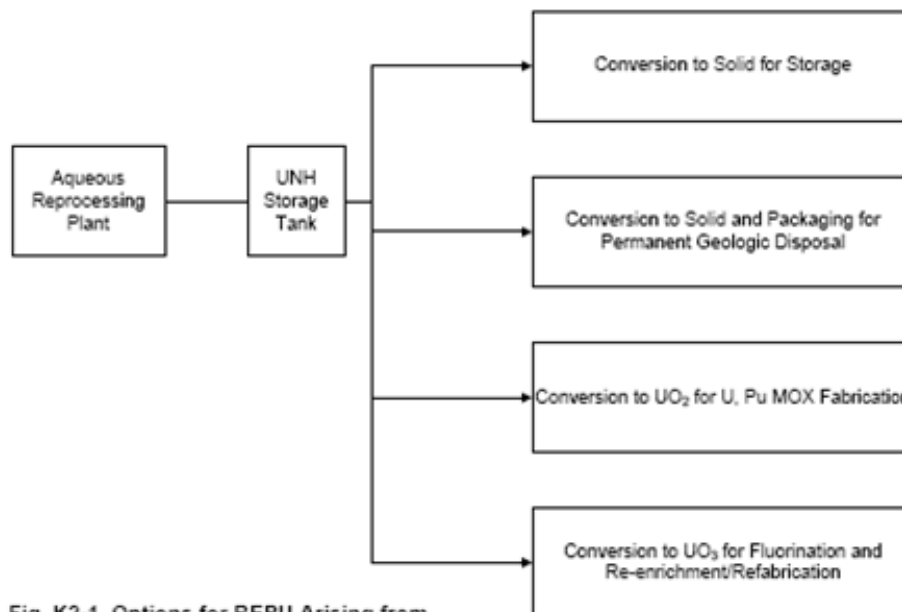 Conversion to Solid for Storage
Aqueous
Reprocessing
Plant
UNH
Storage
Tank
Conversion to Solid and Packaging for
Permanent Geologic Disposal
Conversion to UO₂ for U, Pu MOX Fabrication
Conversion to UO₃ for Fluorination and
Re-enrichment/Refabrication
Fig. K2-1. Options for REPU Arising from